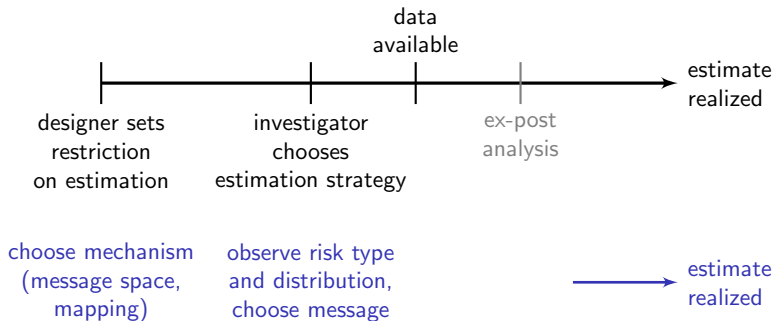 data
available
estimate
realized
designer sets
restriction
on estimation
investigator
chooses
estimation strategy
ex-post
analysis
choose mechanism
(message space,
mapping)
observe risk type
and distribution,
choose message
estimate
realized